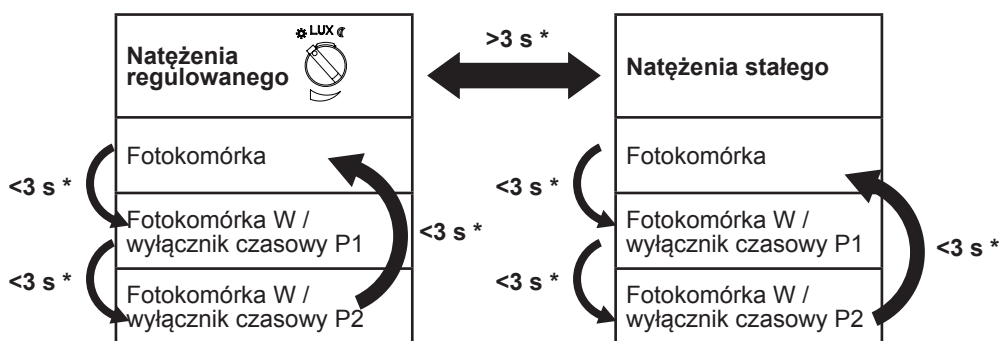 LUX
Natężenia
regulowanego
>3 s *
Natężenia stałego
Fotokomórka
<3 s *
Fotokomórka W /
wyłącznik czasowy P1
<3 s *
<3 s *
Fotokomórka W /
wyłącznik czasowy P2
Fotokomórka
<3 s *
Fotokomórka W /
wyłącznik czasowy P1
<3 s *
<3 s *
Fotokomórka W /
wyłącznik czasowy P2